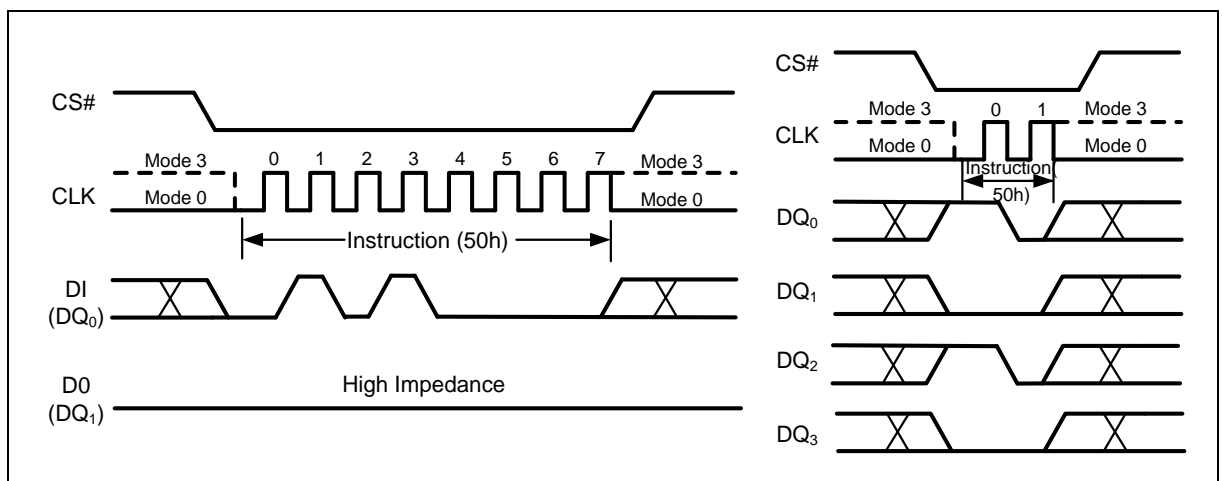 CS#
Mode 3
0 1 2 3 4 5 6 7
Mode 3
CLK
Mode 0
Mode 0
Instruction (50h)
DI
(DQ0)
D0
(DQ1)
High Impedance
CS#
Mode 3
0 1
Mode 3
CLK
Mode 0
Mode 0
Instruction(
50h)
DQ0
DQ1
DQ2
DQ3